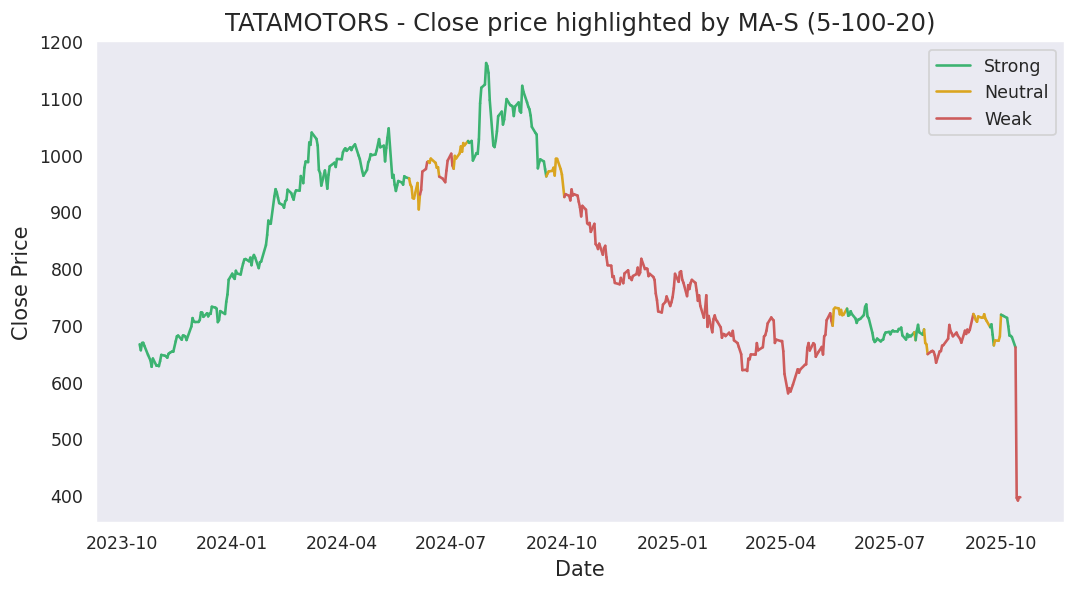 TATAMOTORS - Close price highlighted by MA-S (5-100-20)
1200
1100
1000
900
800
700
600
500
400
Close Price
Strong
Neutral
Weak
2023-10 2024-01 2024-04 2024-07 2024-10 2025-01 2025-04 2025-07 2025-10
Date